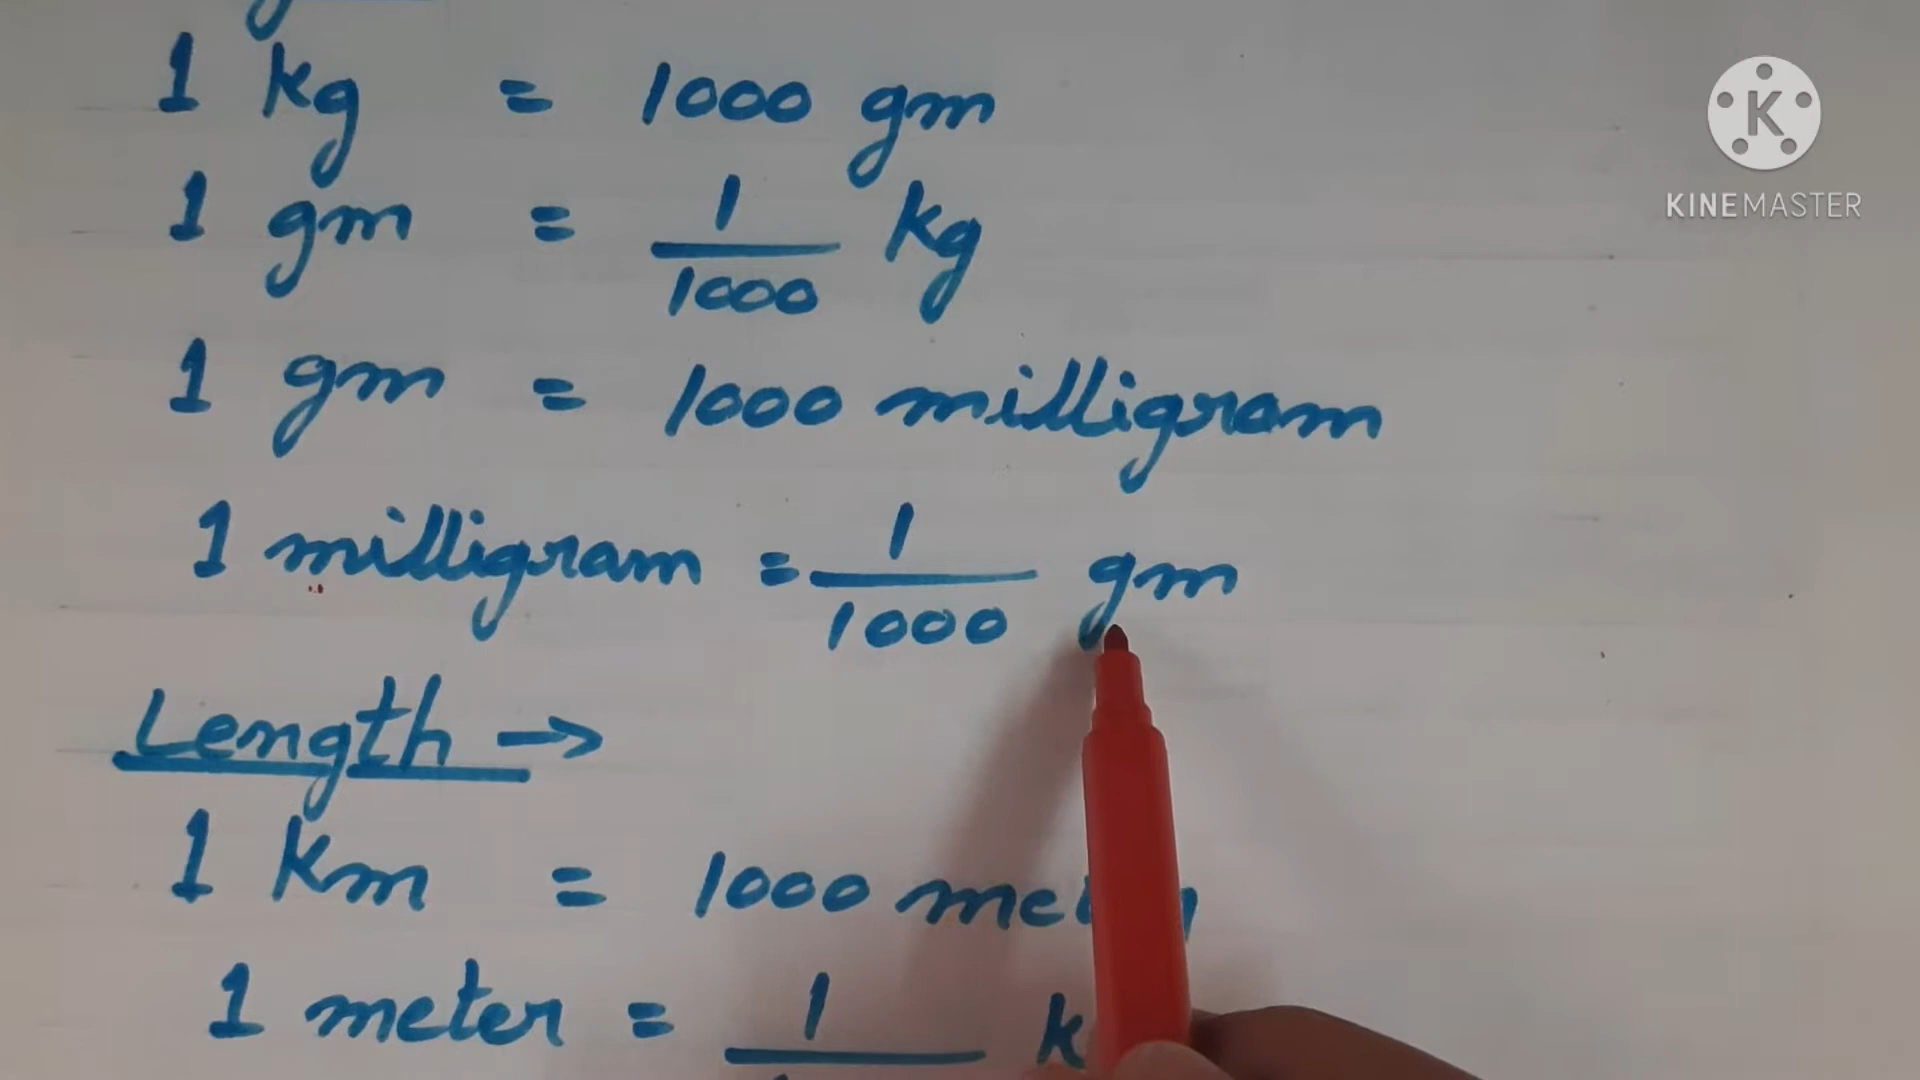 1 kg = 1000 gm
1 gm = 1/1000 kg
1 gm = 1000 milligram
1 milligram = 1/1000 gm
Length →
1 Km = 1000
1 meter = 1
K
KINEMASTER